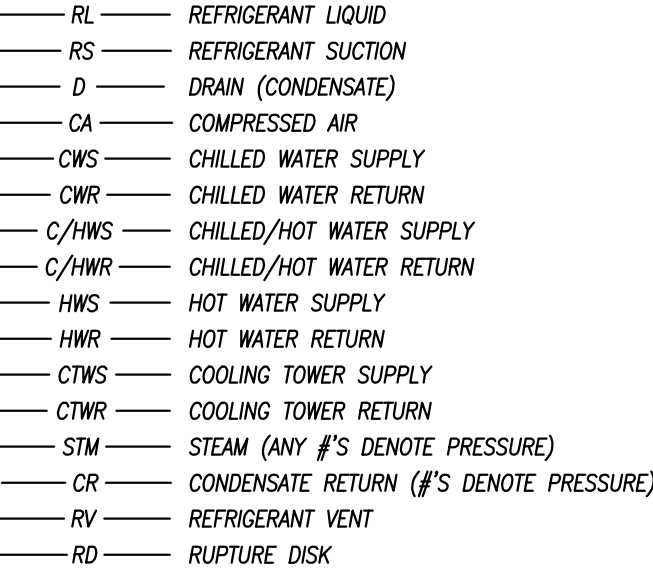 RL REFRIGERANT LIQUID
RS REFRIGERANT SUCTION
D DRAIN (CONDENSATE)
CA COMPRESSED AIR
CWS CHILLED WATER SUPPLY
CWR CHILLED WATER RETURN
C/HWS CHILLED/HOT WATER SUPPLY
C/HWR CHILLED/HOT WATER RETURN
HWS HOT WATER SUPPLY
HWR HOT WATER RETURN
CTWS COOLING TOWER SUPPLY
CTWR COOLING TOWER RETURN
STM STEAM (ANY #'S DENOTE PRESSURE)
CR CONDENSATE RETURN (#'S DENOTE PRESSURE)
RV REFRIGERANT VENT
RD RUPTURE DISK